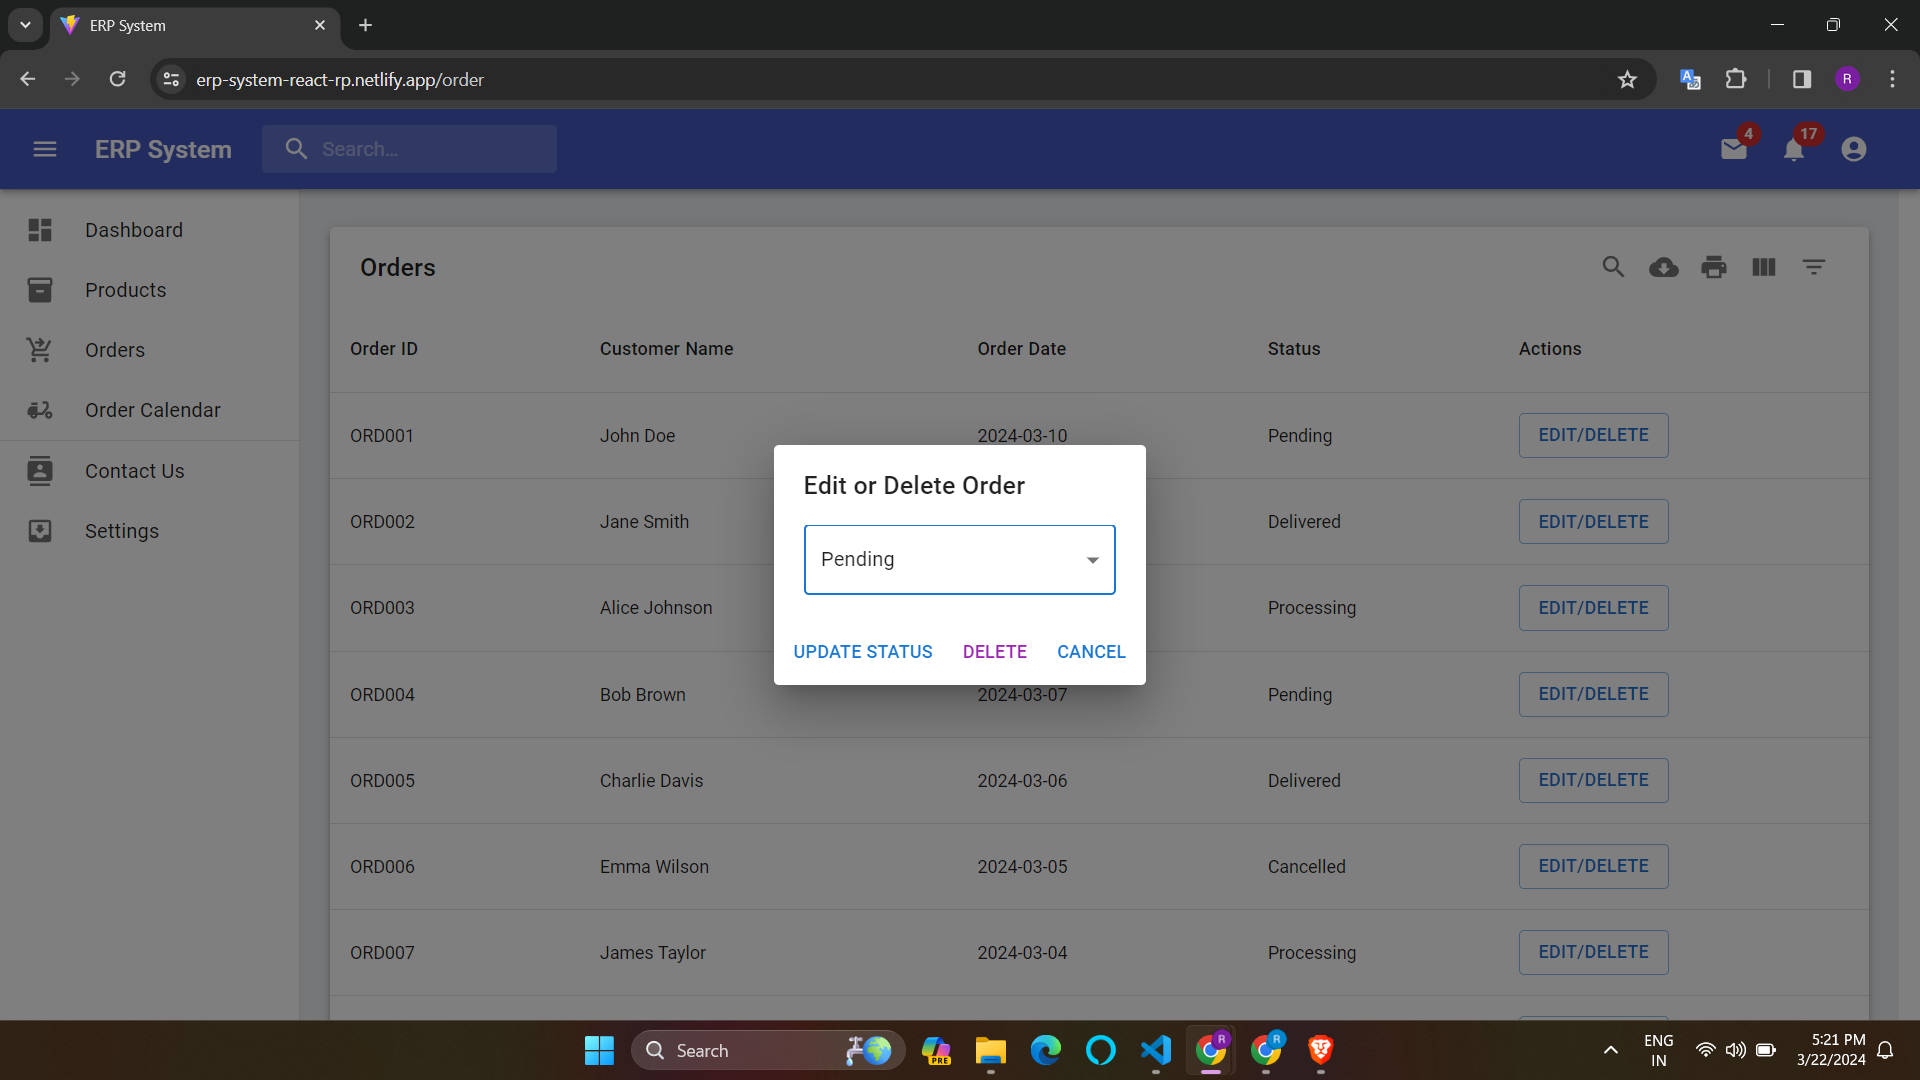 ERP System
erp-system-react-rp.netlify.app/order
R
ERP System
Search...
4
17
Dashboard
Products
Orders
Order Calendar
Contact Us
Settings
Orders
Order ID Customer Name Order Date Status Actions
ORD001 John Doe 2024-03-10 Pending EDIT/DELETE
ORD002 Jane Smith Delivered EDIT/DELETE
ORD003 Alice Johnson Processing EDIT/DELETE
ORD004 Bob Brown 2024-03-07 Pending EDIT/DELETE
ORD005 Charlie Davis 2024-03-06 Delivered EDIT/DELETE
ORD006 Emma Wilson 2024-03-05 Cancelled EDIT/DELETE
ORD007 James Taylor 2024-03-04 Processing EDIT/DELETE
Edit or Delete Order
Pending
UPDATE STATUS DELETE CANCEL
Search
PRE
R
R
ENG
IN
5:21 PM
3/22/2024